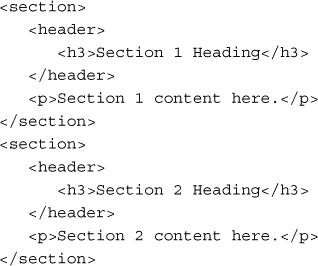 <section>
   <header>
      <h3>Section 1 Heading</h3>
   </header>
   <p>Section 1 content here.</p>
</section>
<section>
   <header>
      <h3>Section 2 Heading</h3>
   </header>
   <p>Section 2 content here.</p>
</section>